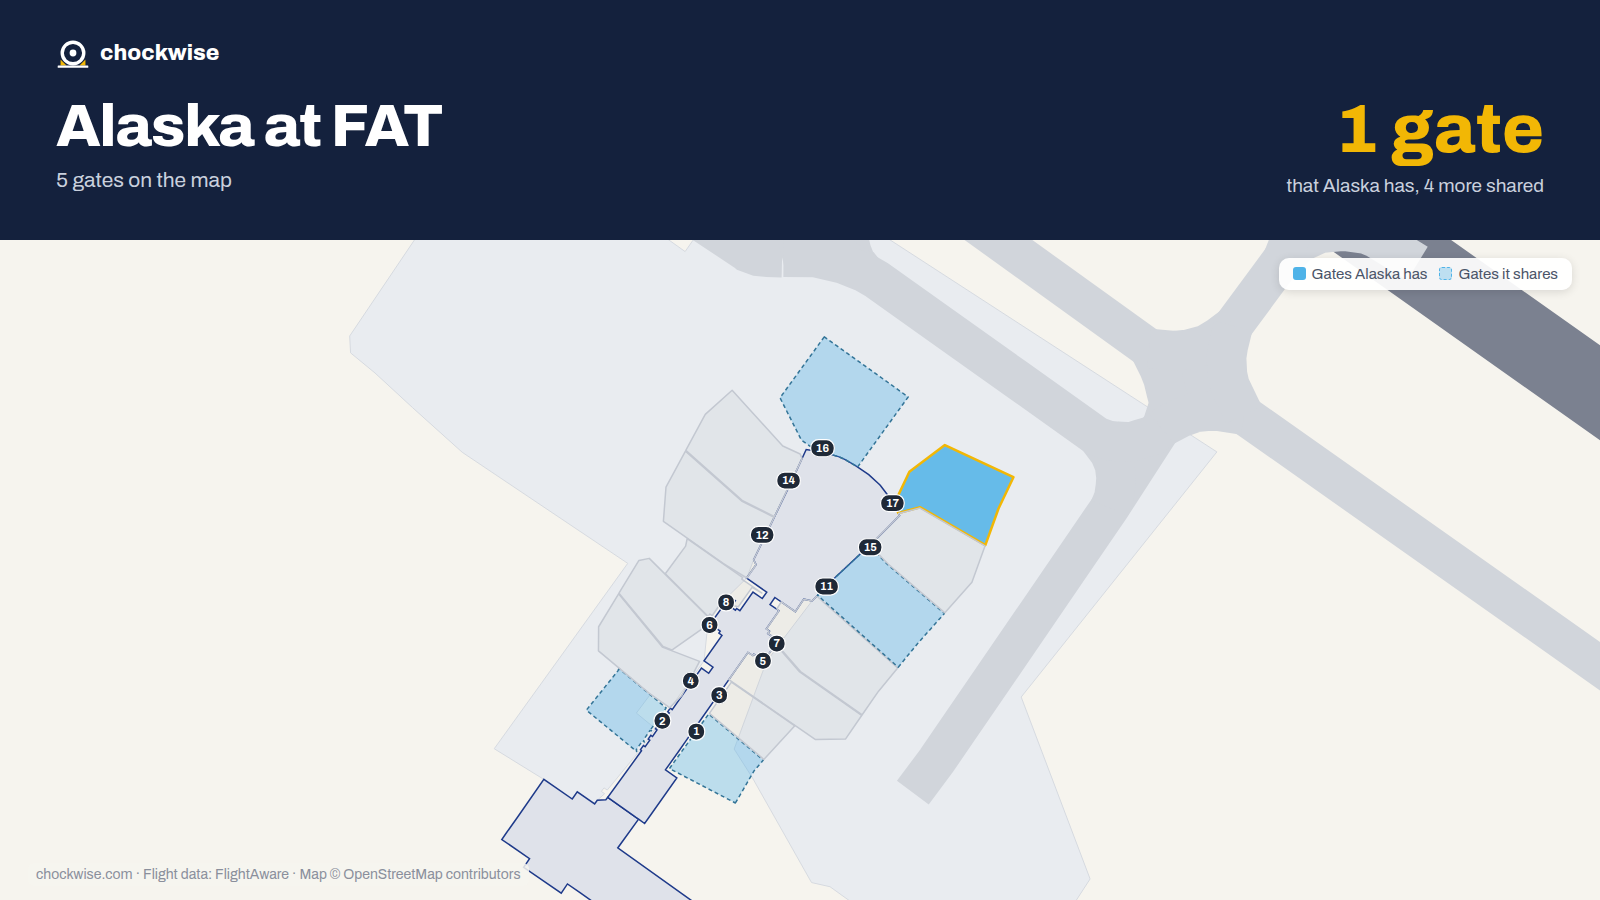 chockwise
Alaska at FAT
5 gates on the map
1 gate
that Alaska has, 4 more shared
Gates Alaska has
Gates it shares
16
14
17
12
15
11
8
6
7
5
4
3
2
1
chockwise.com · Flight data: FlightAware · Map © OpenStreetMap contributors